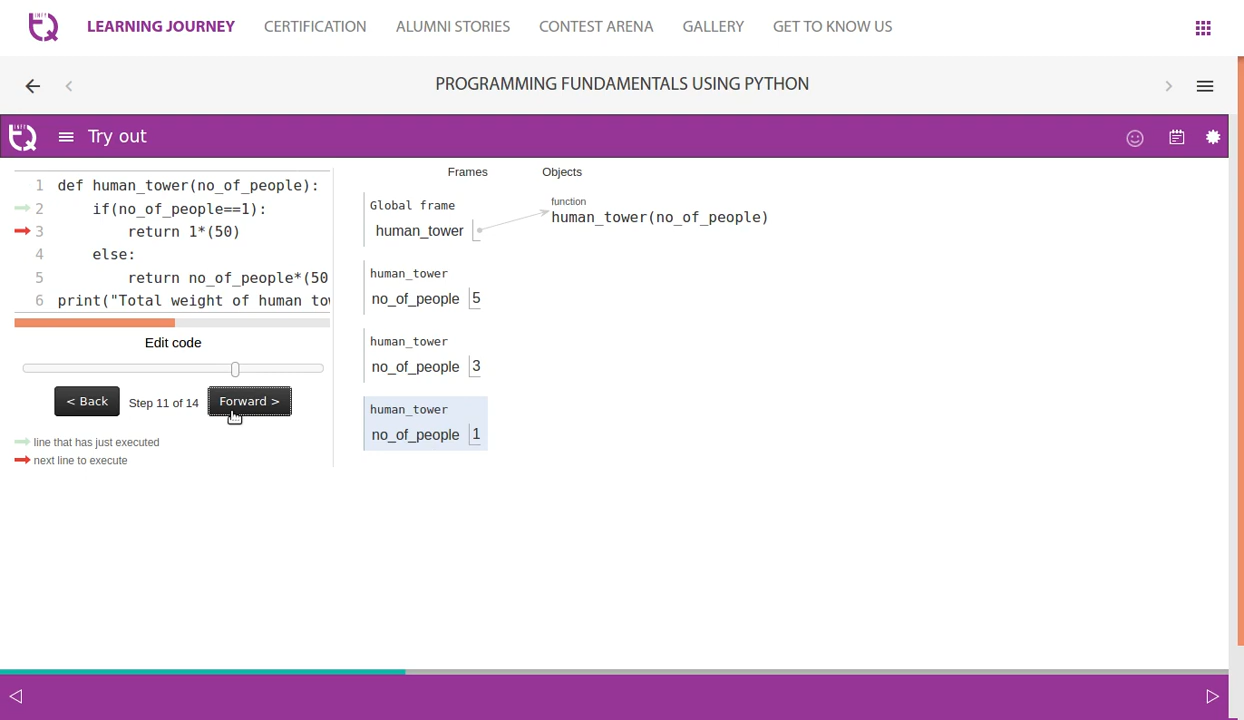 LEARNING JOURNEY CERTIFICATION ALUMNI STORIES CONTEST ARENA GALLERY GET TO KNOW US
PROGRAMMING FUNDAMENTALS USING PYTHON
Try out
1 def human_tower(no_of_people):
2 if(no_of_people==1):
3 return 1*(50)
4 else:
5 return no_of_people*(50
6 print("Total weight of human to
Edit code
< Back Step 11 of 14 Forward >
line that has just executed
next line to execute
Frames Objects
Global frame
human_tower
function
human_tower(no_of_people)
human_tower
no_of_people 5
human_tower
no_of_people 3
human_tower
no_of_people 1